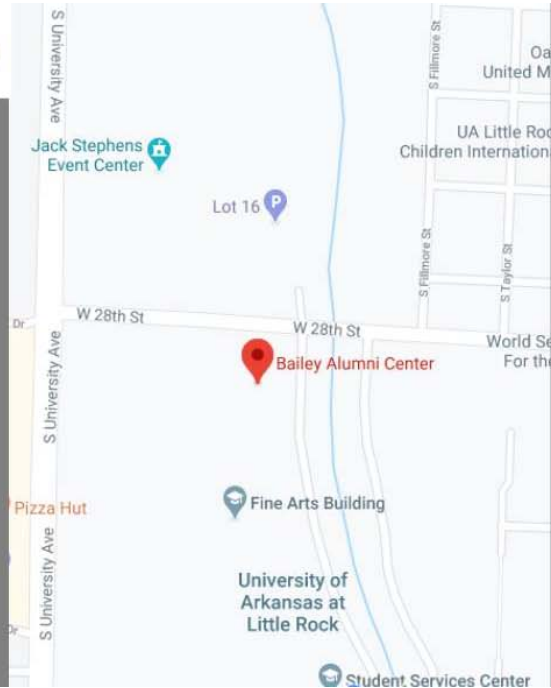 S University Ave
S Fillmore St
Oa
United M
Jack Stephens
Event Center
UA Little Roc
Children Internation
Lot 16
P
S Fillmore St
S Taylor St
Dr
W 28th St
W 28th St
World Se
For the
Bailey Alumni Center
S University Ave
Pizza Hut
Fine Arts Building
S University Ave
University of
Arkansas at
Little Rock
Dr
Student Services Center